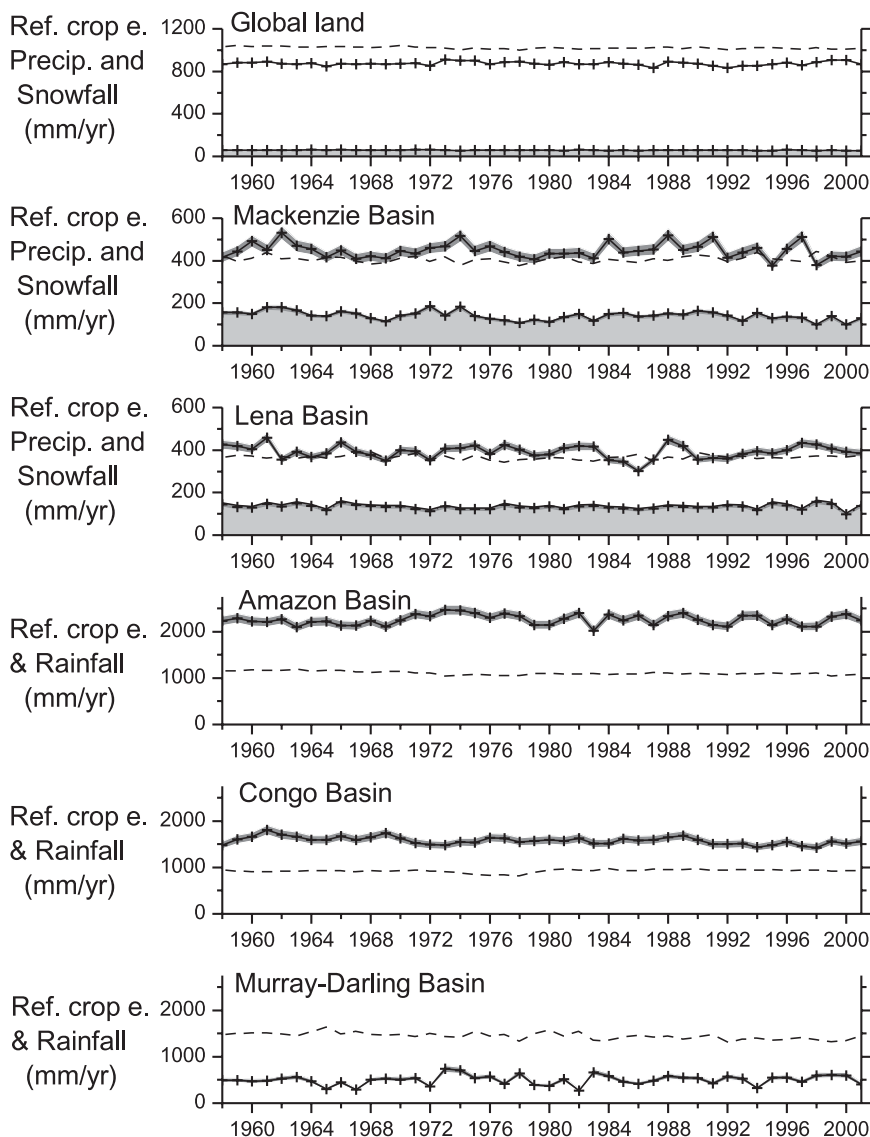 Ref. crop e.
Precip. and
Snowfall
(mm/yr)
Global land
1200
800
400
0
1960 1964 1968 1972 1976 1980 1984 1988 1992 1996 2000
Ref. crop e.
Precip. and
Snowfall
(mm/yr)
Mackenzie Basin
600
400
200
0
1960 1964 1968 1972 1976 1980 1984 1988 1992 1996 2000
Ref. crop e.
Precip. and
Snowfall
(mm/yr)
Lena Basin
600
400
200
0
1960 1964 1968 1972 1976 1980 1984 1988 1992 1996 2000
Ref. crop e.
& Rainfall
(mm/yr)
Amazon Basin
2000
1000
0
1960 1964 1968 1972 1976 1980 1984 1988 1992 1996 2000
Ref. crop e.
& Rainfall
(mm/yr)
Congo Basin
2000
1000
0
1960 1964 1968 1972 1976 1980 1984 1988 1992 1996 2000
Ref. crop e.
& Rainfall
(mm/yr)
Murray-Darling Basin
2000
1000
0
1960 1964 1968 1972 1976 1980 1984 1988 1992 1996 2000